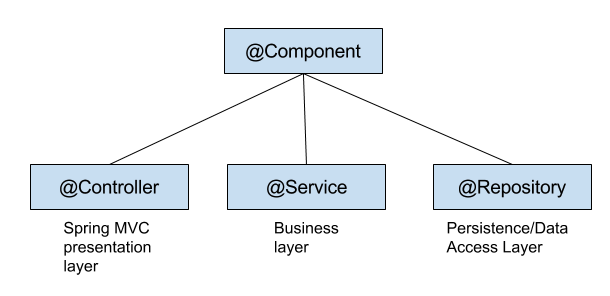 @Component
@Controller
@Service
@Repository
Spring MVC
presentation
layer
Business
layer
Persistence/Data
Access Layer